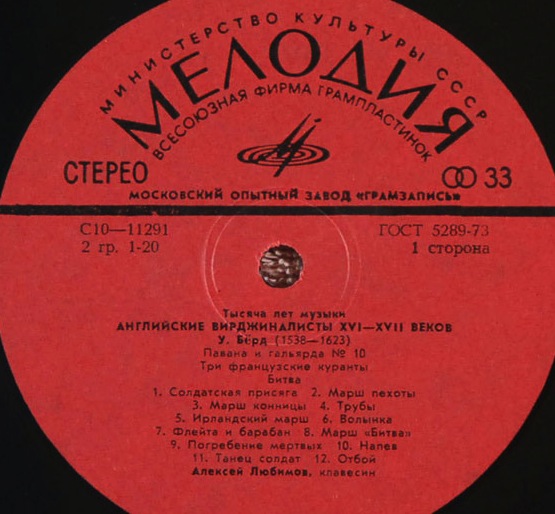 МИНИСТЕРСТВО КУЛЬТУРЫ СССР
МЕЛОДИЯ
ВСЕСОЮЗНАЯ ФИРМА ГРАМПЛАСТИНОК
СТЕРЕО
33
МОСКОВСКИЙ ОПЫТНЫЙ ЗАВОД «ГРАМЗАПИСЬ»
С10—11291 ГОСТ 5289-73
2 гр. 1-20 1 сторона
Тысяча лет музыки
АНГЛИЙСКИЕ ВИРДЖИНАЛИСТЫ XVI—XVII ВЕКОВ
У. Бёрд (1538—1623)
Павана и гальярда № 10
Три французские куранты
Битва
1. Солдатская присяга 2. Марш пехоты
3. Марш конницы 4. Трубы
5. Ирландский марш 6. Волынка
7. Флейта и барабан 8. Марш «Битва»
9. Погребение мертвых 10. Напев
11. Танец солдат 12. Отбой
Алексей Любимов, клавесин